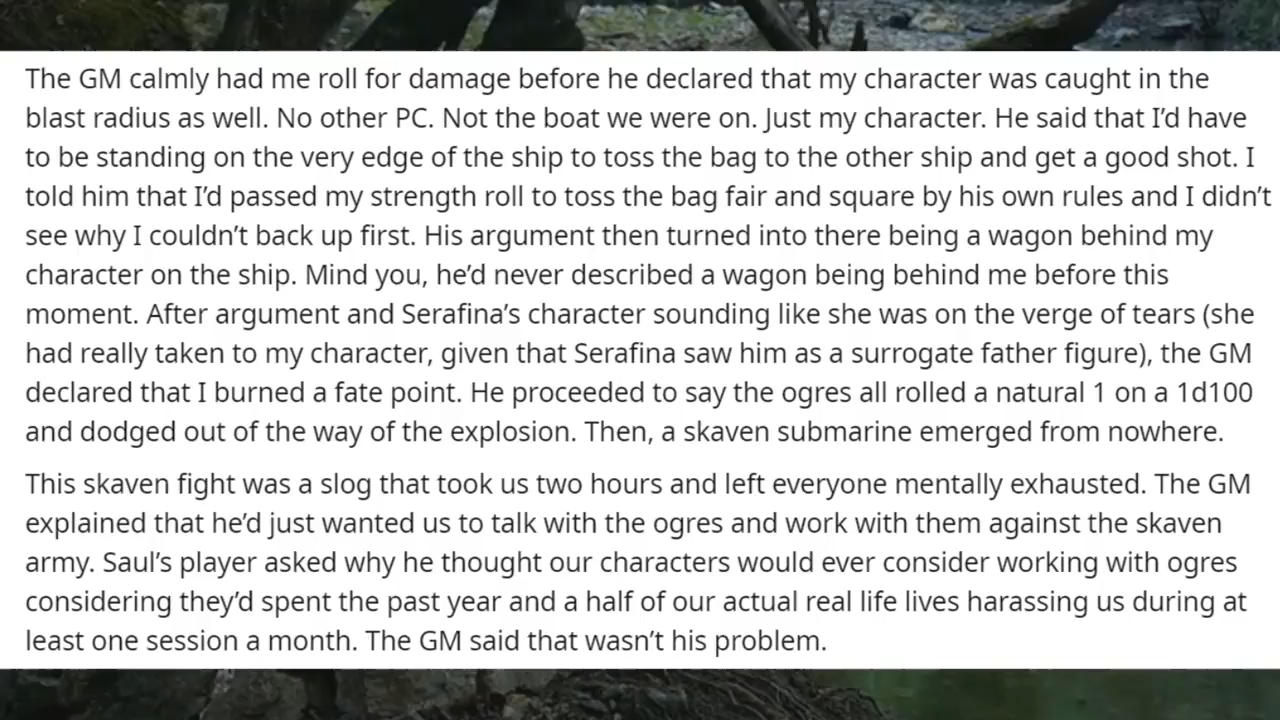 The GM calmly had me roll for damage before he declared that my character was caught in the
blast radius as well. No other PC. Not the boat we were on. Just my character. He said that I’d have
to be standing on the very edge of the ship to toss the bag to the other ship and get a good shot. I
told him that I’d passed my strength roll to toss the bag fair and square by his own rules and I didn’t
see why I couldn’t back up first. His argument then turned into there being a wagon behind my
character on the ship. Mind you, he’d never described a wagon being behind me before this
moment. After argument and Serafina’s character sounding like she was on the verge of tears (she
had really taken to my character, given that Serafina saw him as a surrogate father figure), the GM
declared that I burned a fate point. He proceeded to say the ogres all rolled a natural 1 on a 1d100
and dodged out of the way of the explosion. Then, a skaven submarine emerged from nowhere.
This skaven fight was a slog that took us two hours and left everyone mentally exhausted. The GM
explained that he’d just wanted us to talk with the ogres and work with them against the skaven
army. Saul’s player asked why he thought our characters would ever consider working with ogres
considering they’d spent the past year and a half of our actual real life lives harassing us during at
least one session a month. The GM said that wasn’t his problem.